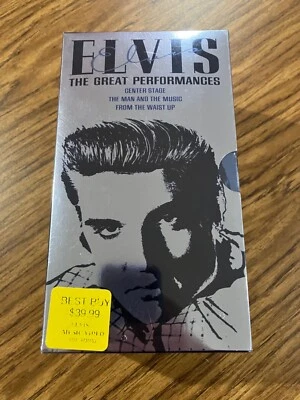 ELVIS
THE GREAT PERFORMANCES
CENTER STAGE
THE MAN AND THE MUSIC
FROM THE WAIST UP
BEST BUY
$39.99